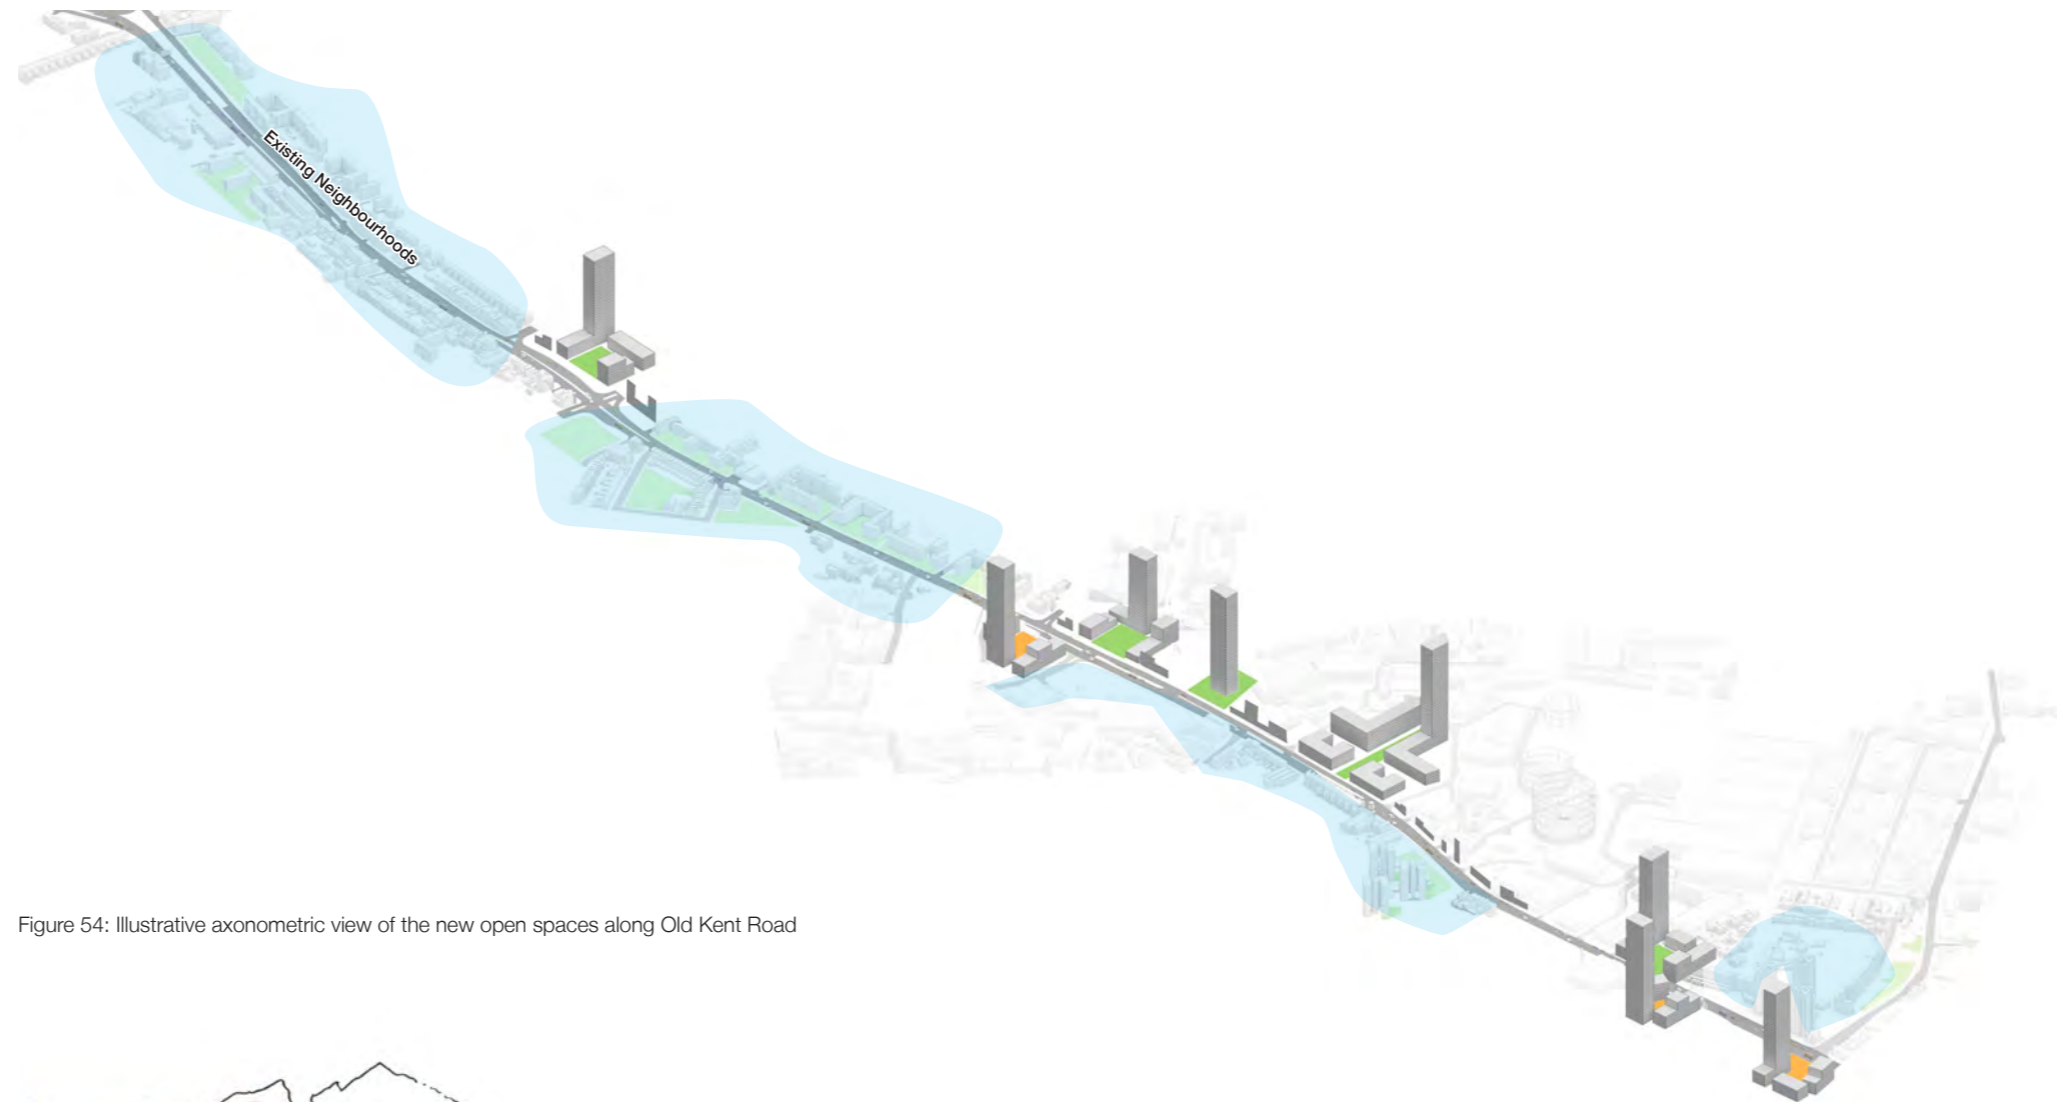 Existing Neighbourhoods
Figure 54: Illustrative axonometric view of the new open spaces along Old Kent Road